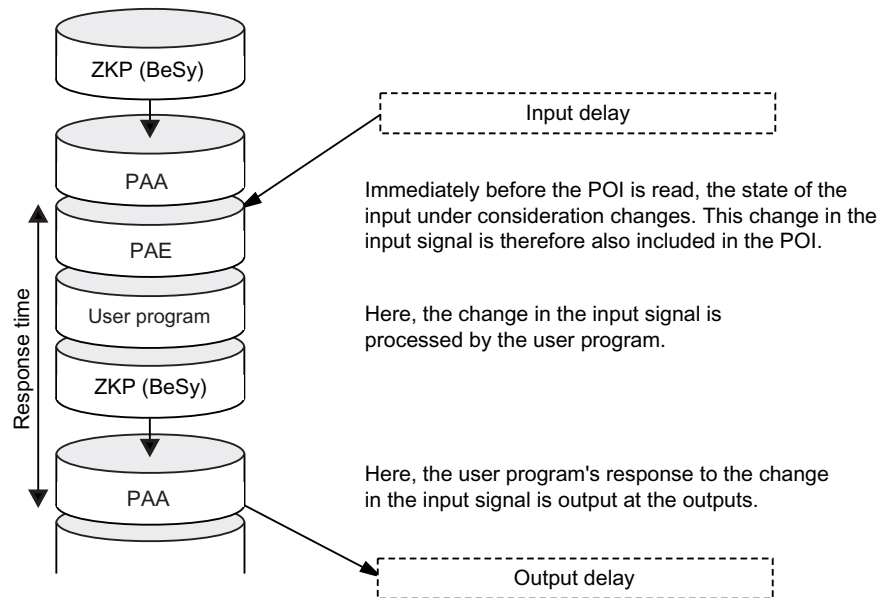 ZKP (BeSy)
Input delay
PAA
Immediately before the POI is read, the state of the
input under consideration changes. This change in the
input signal is therefore also included in the POI.
PAE
Response time
User program
Here, the change in the input signal is
processed by the user program.
ZKP (BeSy)
Here, the user program's response to the change
in the input signal is output at the outputs.
PAA
Output delay